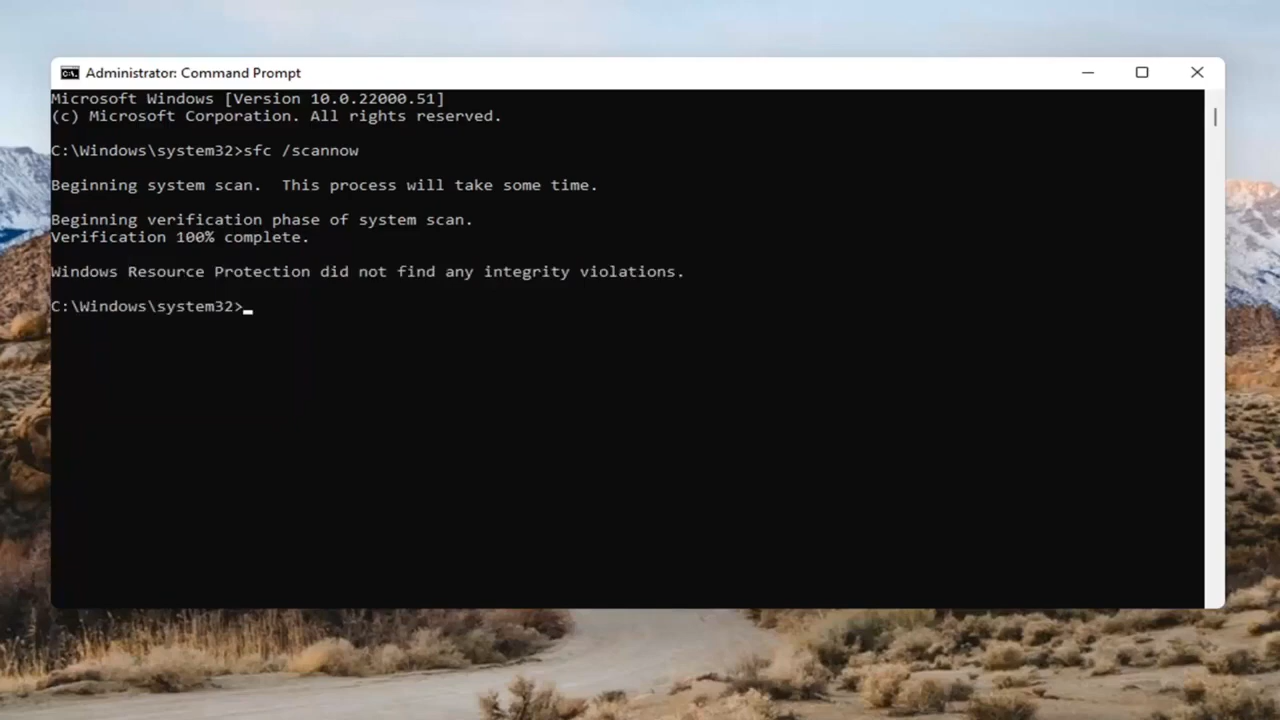 Administrator: Command Prompt
Microsoft Windows [Version 10.0.22000.51]
(c) Microsoft Corporation. All rights reserved.
C:\Windows\system32>sfc /scannow
Beginning system scan.  This process will take some time.
Beginning verification phase of system scan.
Verification 100% complete.
Windows Resource Protection did not find any integrity violations.
C:\Windows\system32>